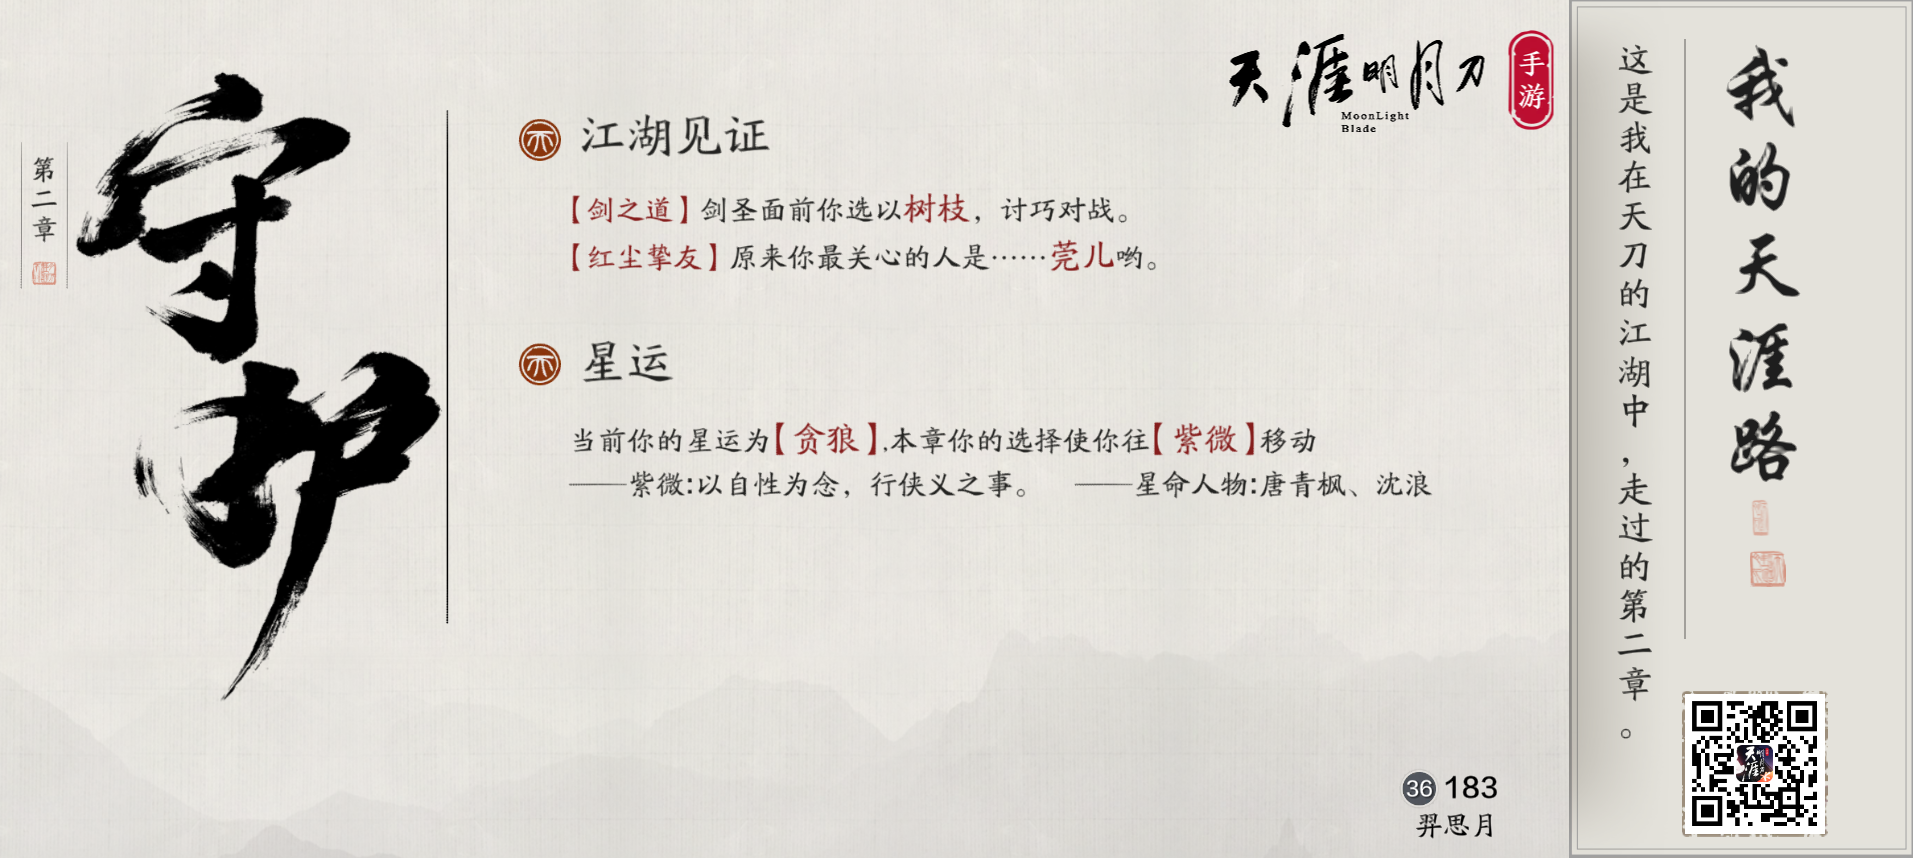 第二章
守护
江湖见证
【剑之道】剑圣面前你选以树枝，讨巧对战。
【红尘挚友】原来你最关心的人是……莞儿哟。
星运
当前你的星运为【贪狼】,本章你的选择使你往【紫微】移动
——紫微:以自性为念，行侠义之事。 ——星命人物:唐青枫、沈浪
天涯明月刀
手游
MoonLight
Blade
36 183
羿思月
我的天涯路
这是我在天刀的江湖中，走过的第二章。